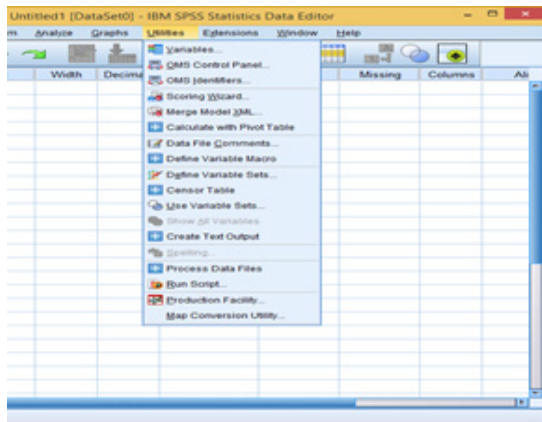 Untitled1 [DataSet0] - IBM SPSS Statistics Data Editor
m Analyze Graphs Utilities Extensions Window Help
Width Decima Missing Columns Ali
Variables...
OMS Control Panel...
OMS Identifiers...
Scoring Wizard...
Merge Model XML...
Calculate with Pivot Table
Data File Comments...
Define Variable Macro
Define Variable Sets...
Censor Table
Use Variable Sets...
Show All Variables
Create Text Output
Spelling...
Process Data Files
Run Script...
Production Facility...
Map Conversion Utility...